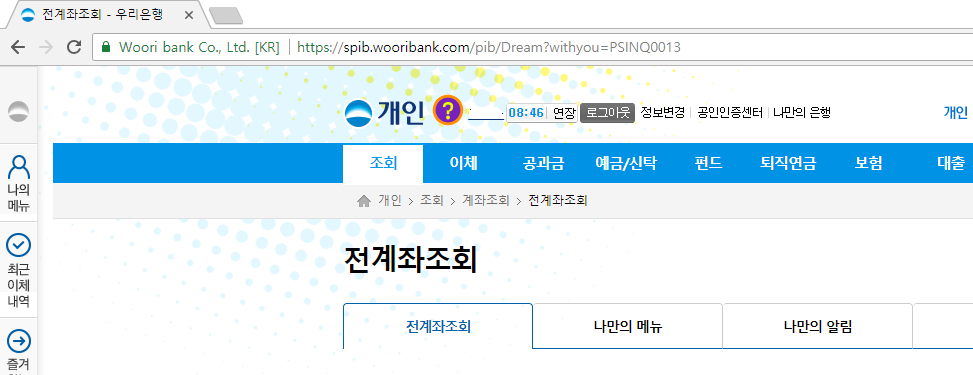 전계좌조회 - 우리은행
Woori bank Co., Ltd. [KR] https://spib.wooribank.com/pib/Dream?withyou=PSINQ0013
개인 ? 08:46 연장 로그아웃 정보변경 공인인증센터 나만의 은행 개인
조회 이체 공과금 예금/신탁 펀드 퇴직연금 보험 대출
개인 > 조회 > 계좌조회 > 전계좌조회
나의
메뉴
최근
이체
내역
즐겨
전계좌조회
전계좌조회 나만의 메뉴 나만의 알림